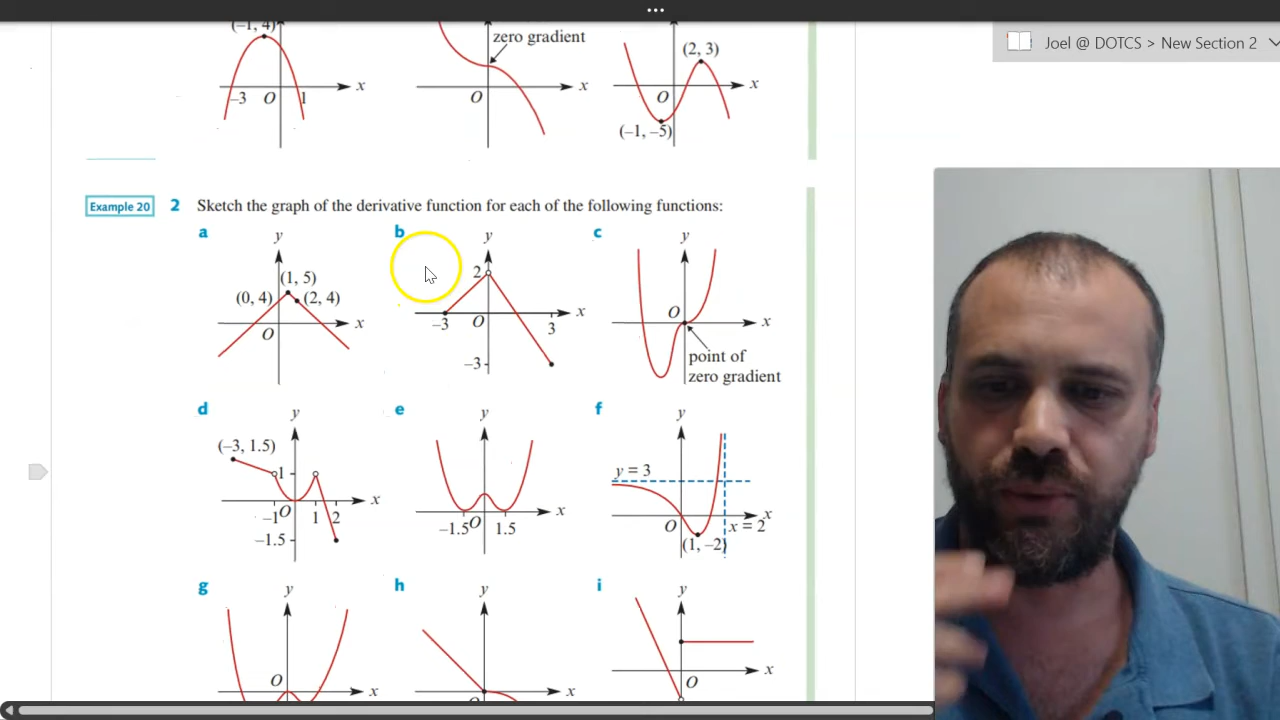 Joel @ DOTCS > New Section 2
(–1, 4)
–3 O 1 x
zero gradient
O x
(2, 3)
O x
(–1, –5)
Example 20 2 Sketch the graph of the derivative function for each of the following functions:
a
y
(1, 5)
(0, 4) (2, 4)
O x
b
y
2
–3 O 3 x
–3
c
y
O x
point of
zero gradient
d
y
(–3, 1.5)
1
–1 O 1 2 x
–1.5
e
y
–1.5 O 1.5 x
f
y
y = 3
O x
x = 2
(1, –2)
g
y
O x
h
y
x
i
y
O x